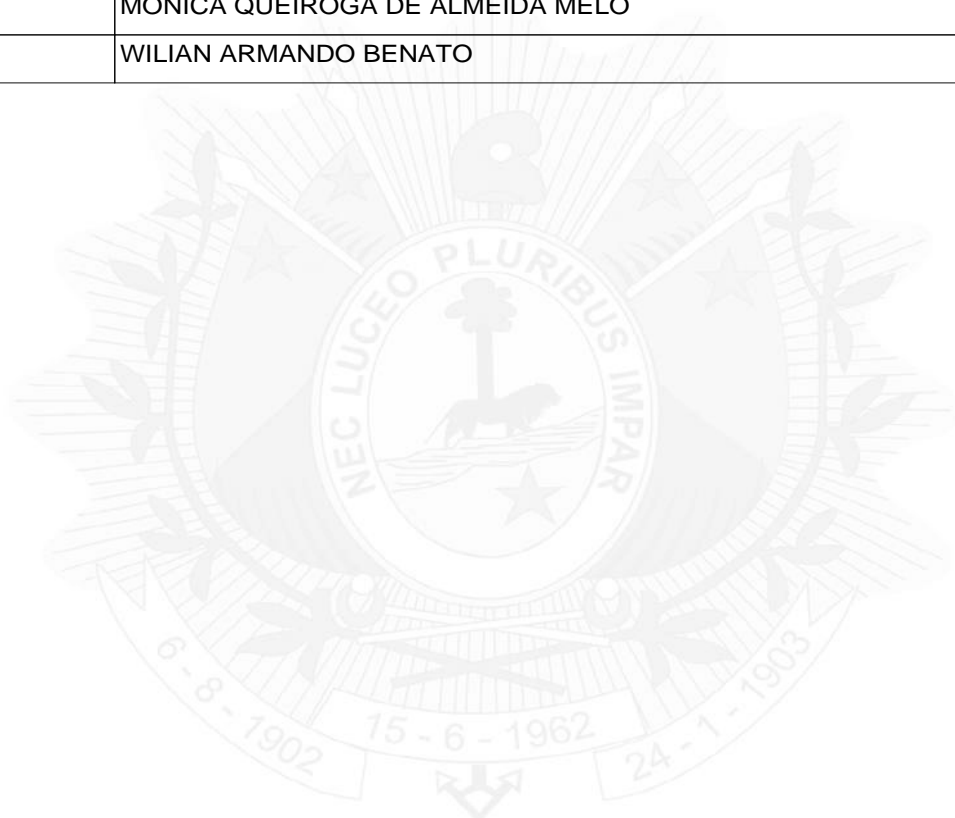 MONICA QUEIROGA DE ALMEIDA MELO
WILIAN ARMANDO BENATO
NEC LUCEO PLURIBUS IMPAR
6 - 8 - 1902
15 - 6 - 1962
24 - 1 - 1903